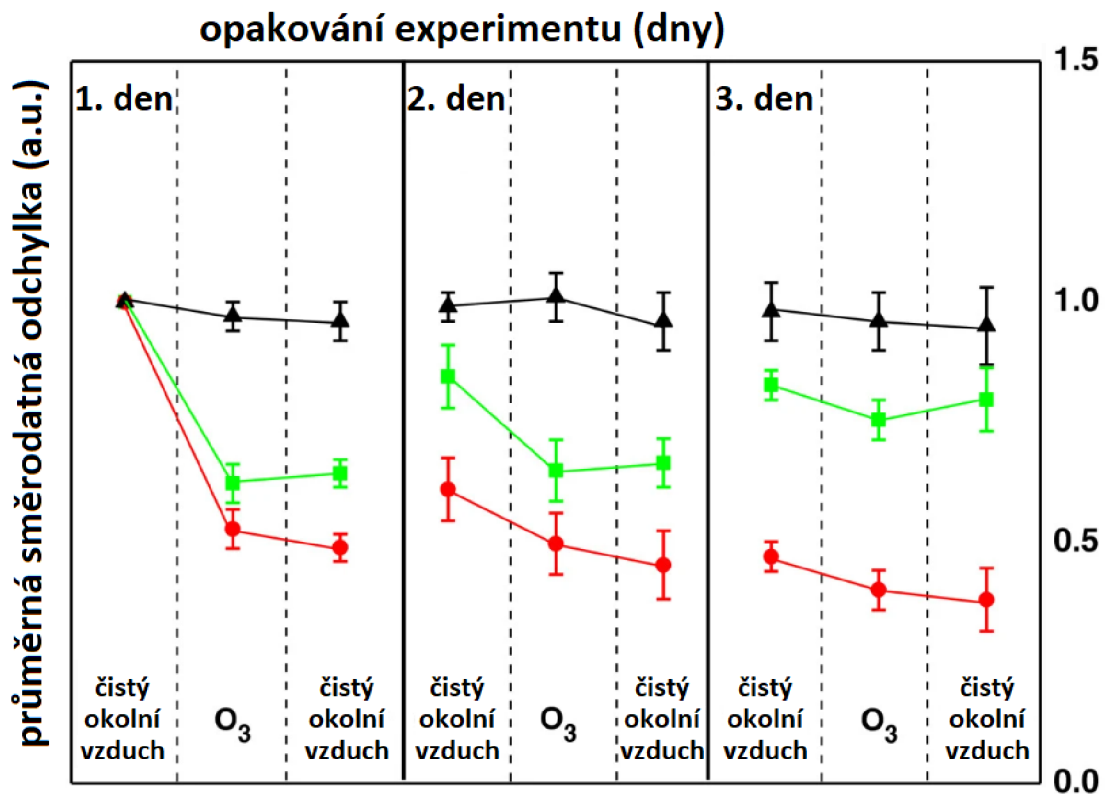 opakování experimentu (dny)
průměrná směrodatná odchylka (a.u.)
1. den
2. den
3. den
1.5
1.0
0.5
0.0
čistý
okolní
vzduch
O₃
čistý
okolní
vzduch
čistý
okolní
vzduch
O₃
čistý
okolní
vzduch
čistý
okolní
vzduch
O₃
čistý
okolní
vzduch